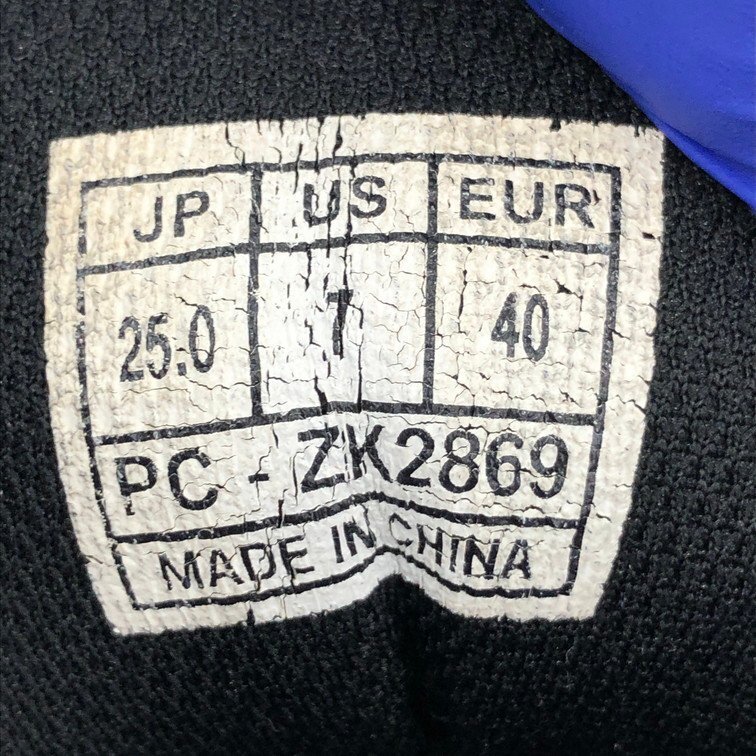 JP US EUR
25.0 7 40
PC - ZK2869
MADE IN CHINA